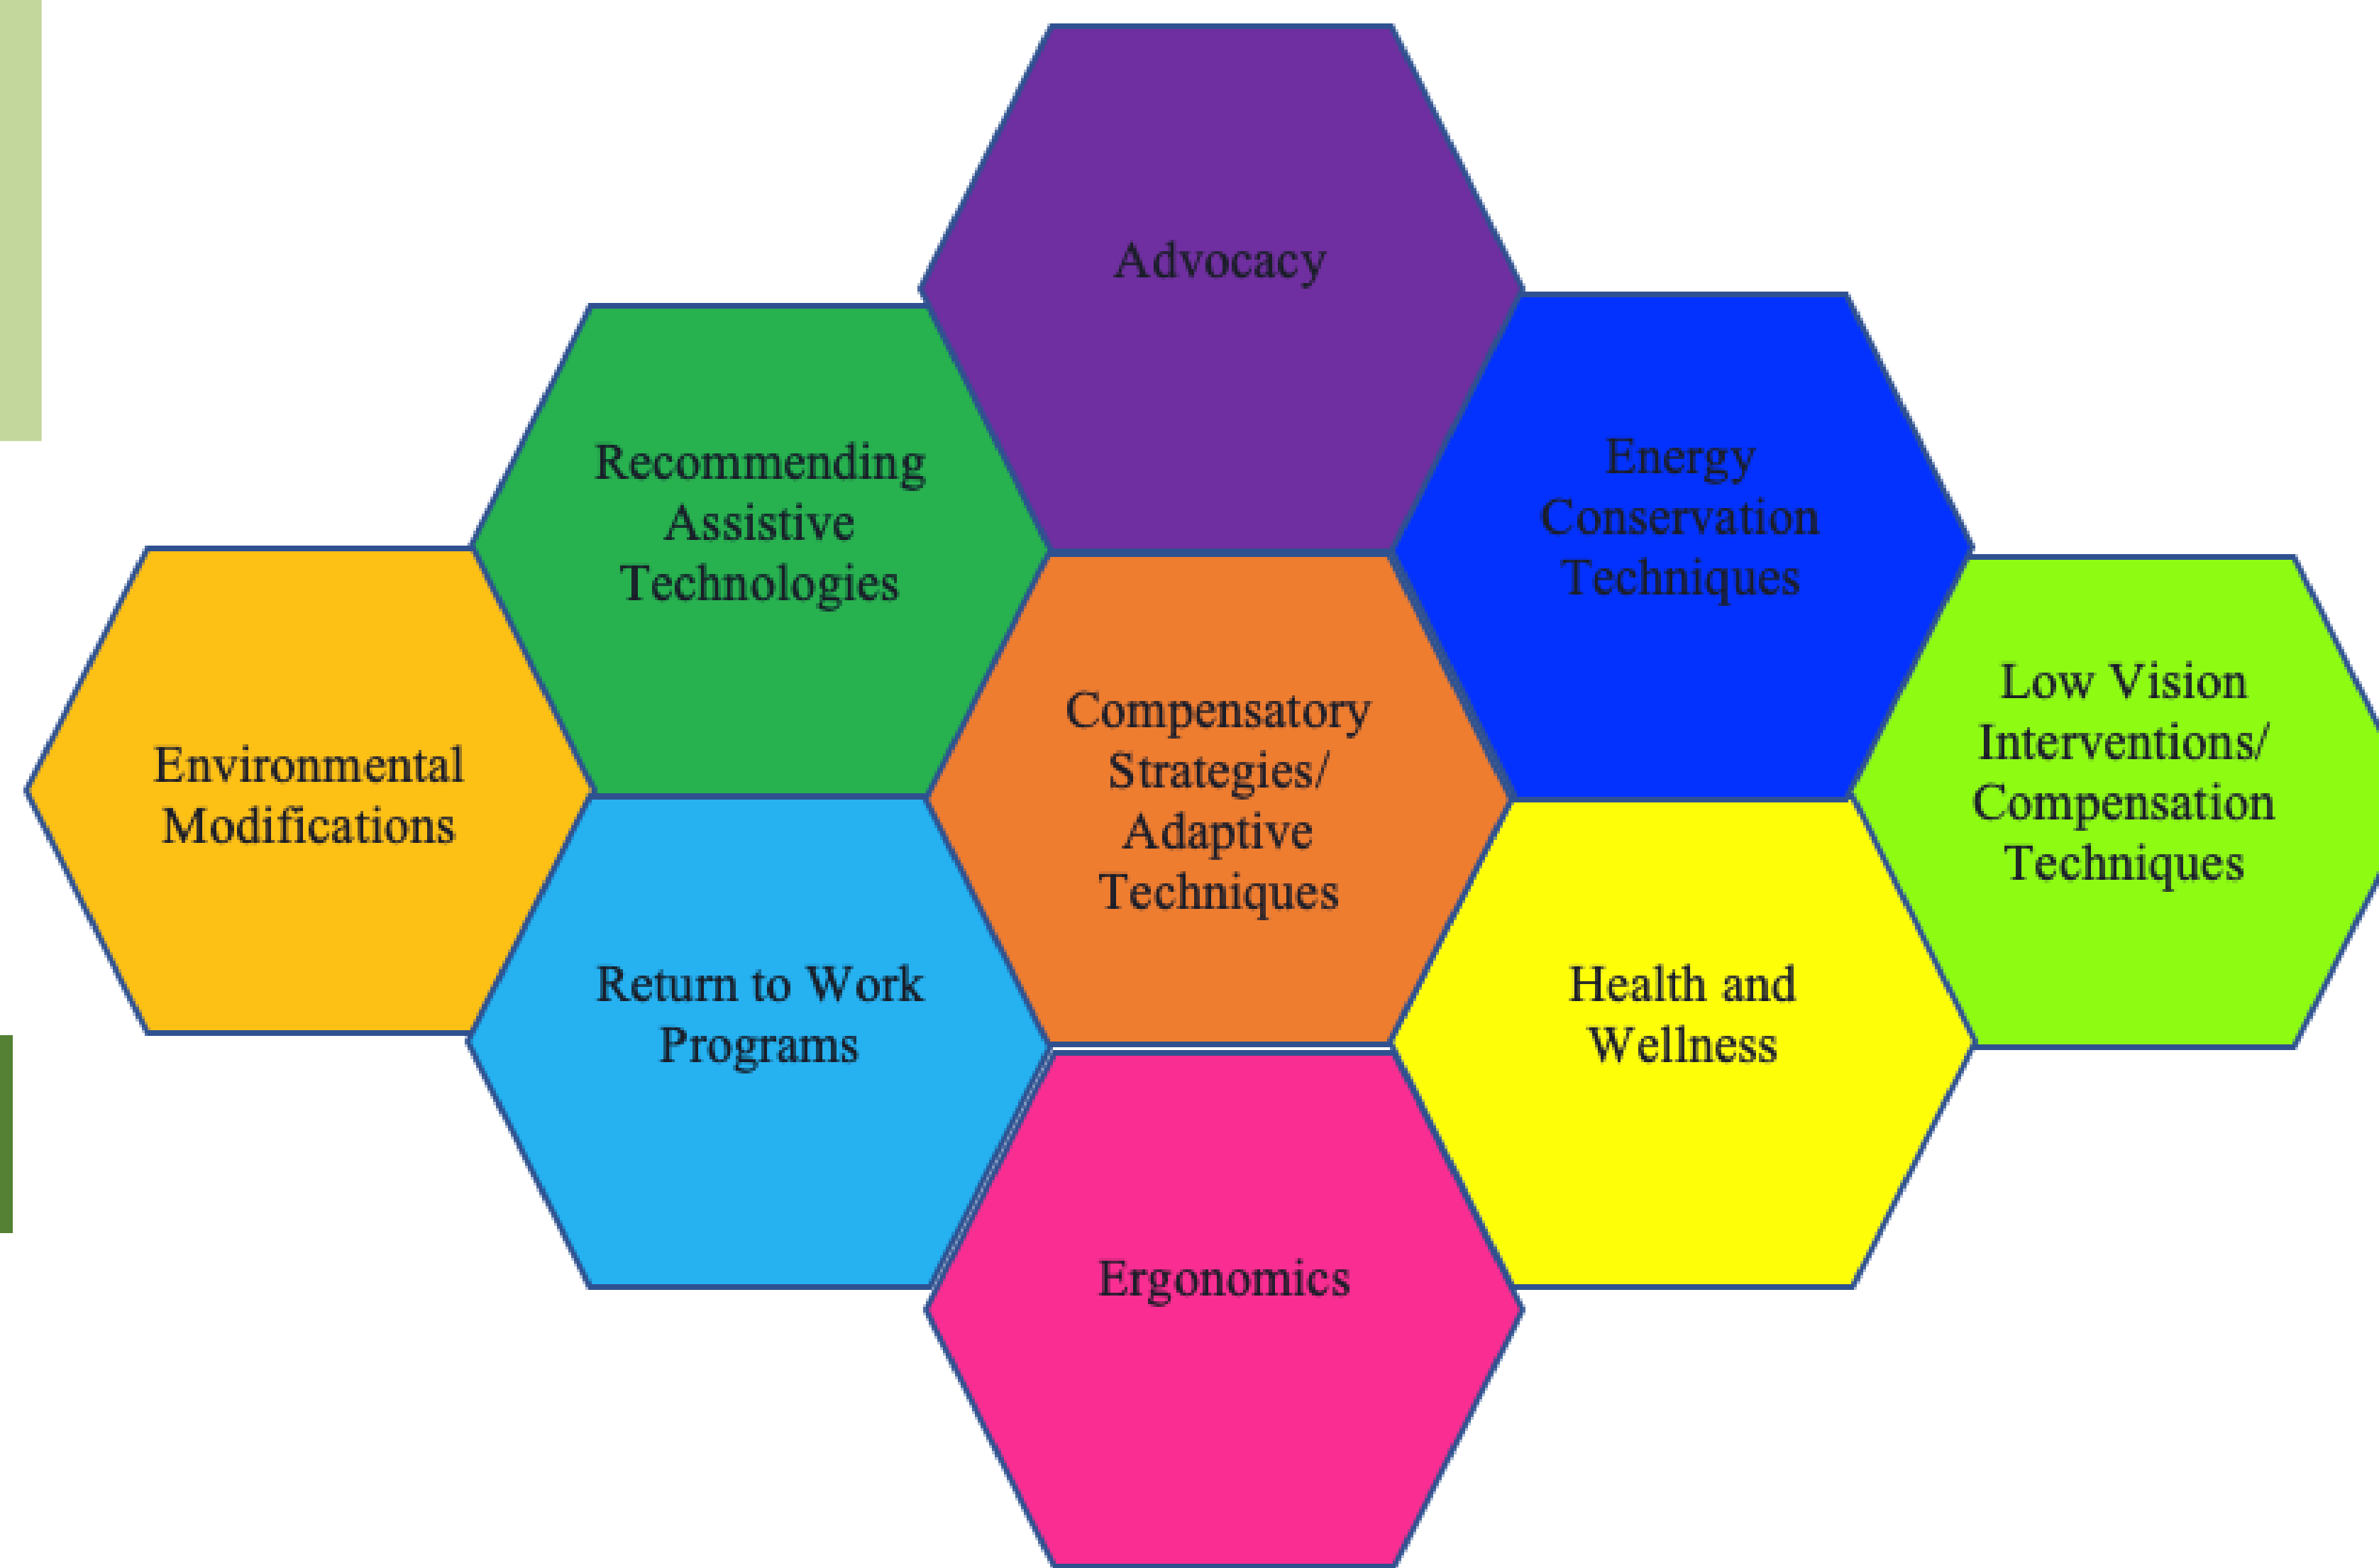 Advocacy
Recommending
Assistive
Technologies
Energy
Conservation
Techniques
Environmental
Modifications
Compensatory
Strategies/
Adaptive
Techniques
Low Vision
Interventions/
Compensation
Techniques
Return to Work
Programs
Health and
Wellness
Ergonomics